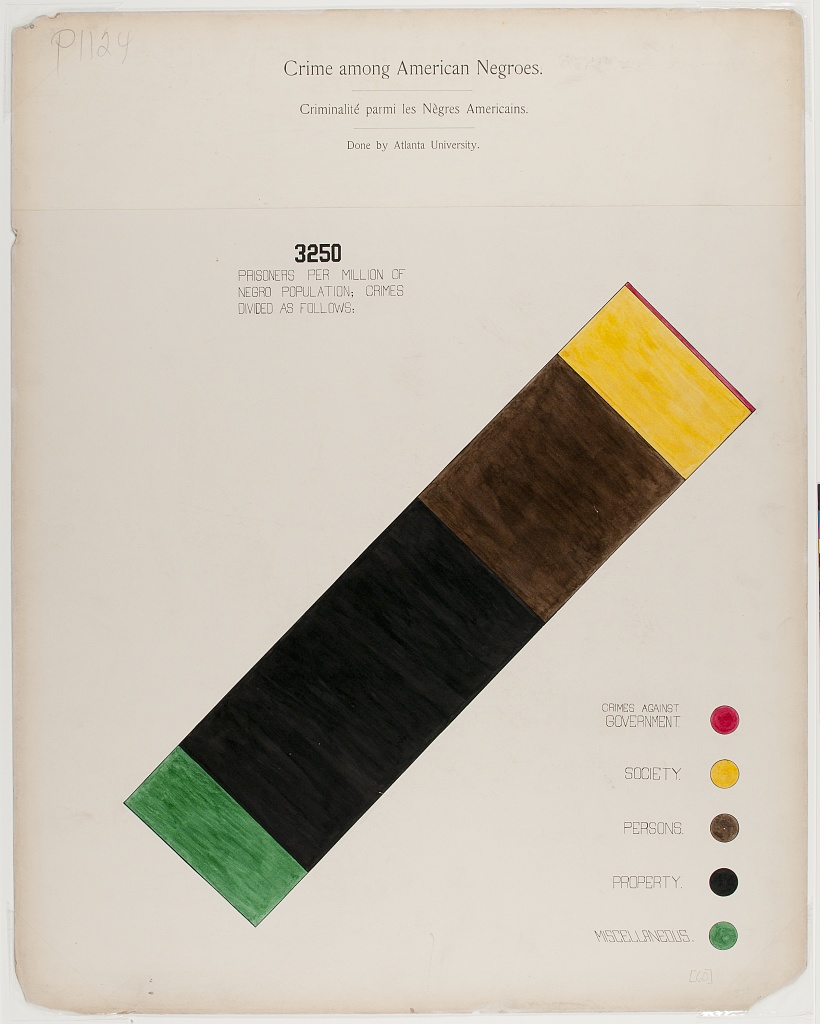 P1124
Crime among American Negroes.
Criminalité parmi les Nègres Americains.
Done by Atlanta University.
3250
PRISONERS PER MILLION OF
NEGRO POPULATION; CRIMES
DIVIDED AS FOLLOWS;
CRIMES AGAINST
GOVERNMENT.
SOCIETY.
PERSONS.
PROPERTY.
MISCELLANEOUS.